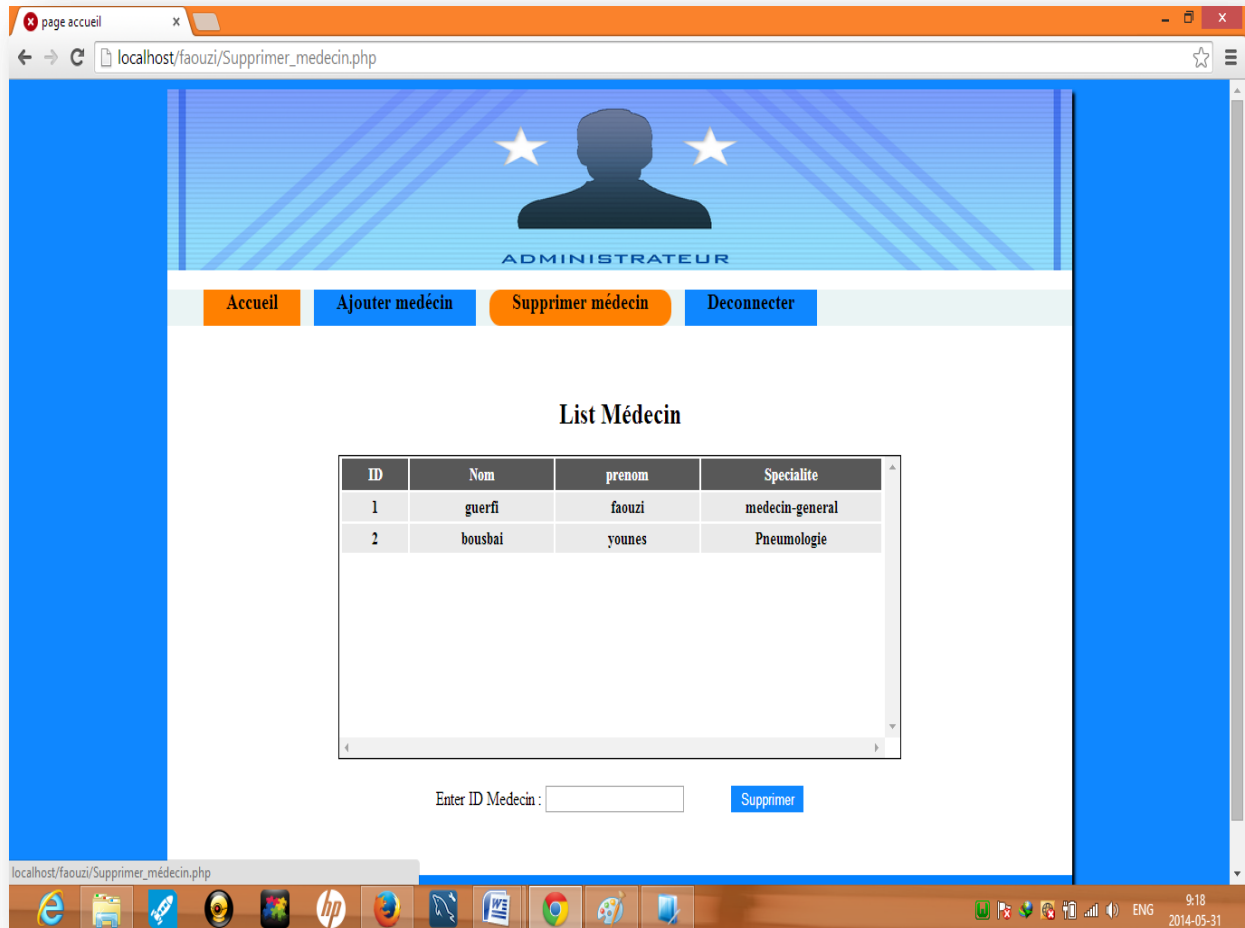 page accueil
localhost/faouzi/Supprimer_medecin.php
ADMINISTRATEUR
Accueil Ajouter medécin Supprimer médecin Deconnecter
List Médecin
ID Nom prenom Specialite
1 guerfi faouzi medecin-general
2 bousbai younes Pneumologie
Enter ID Medecin : Supprimer
localhost/faouzi/Supprimer_médecin.php
hp
ENG 9:18
2014-05-31